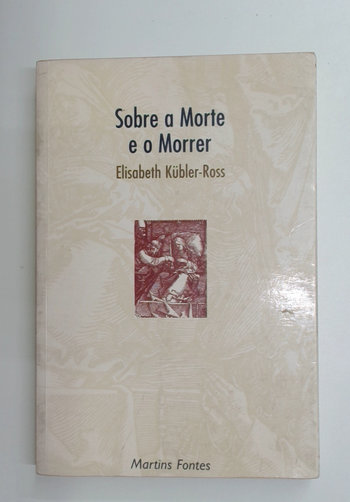 Sobre a Morte
e o Morrer
Elisabeth Kübler-Ross
Martins Fontes